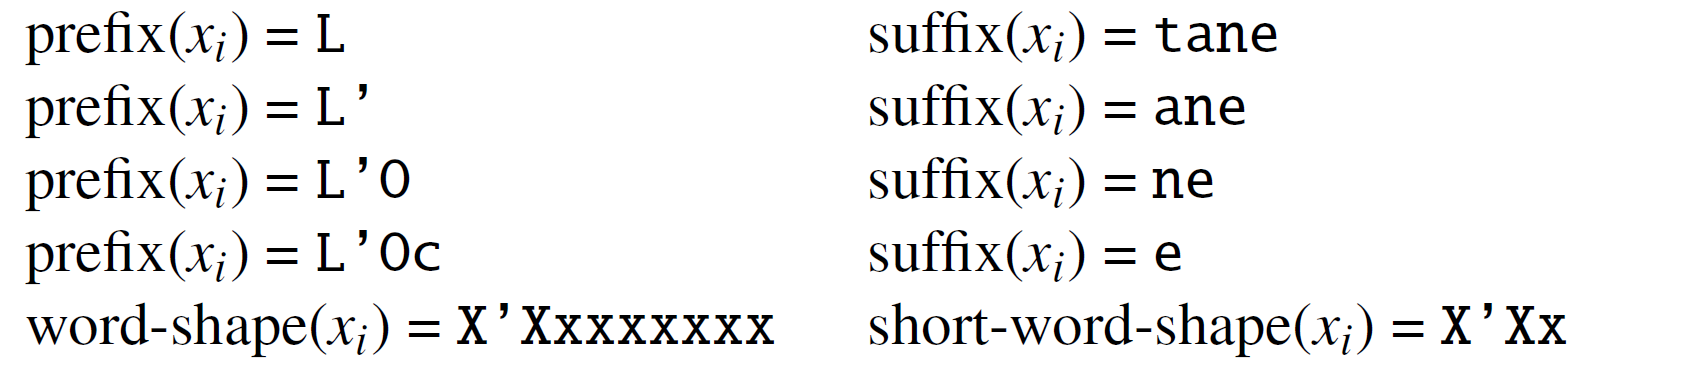 prefix(xᵢ) = L suffix(xᵢ) = tane
prefix(xᵢ) = L’ suffix(xᵢ) = ane
prefix(xᵢ) = L’O suffix(xᵢ) = ne
prefix(xᵢ) = L’Oc suffix(xᵢ) = e
word-shape(xᵢ) = X’Xxxxxxxx short-word-shape(xᵢ) = X’Xx